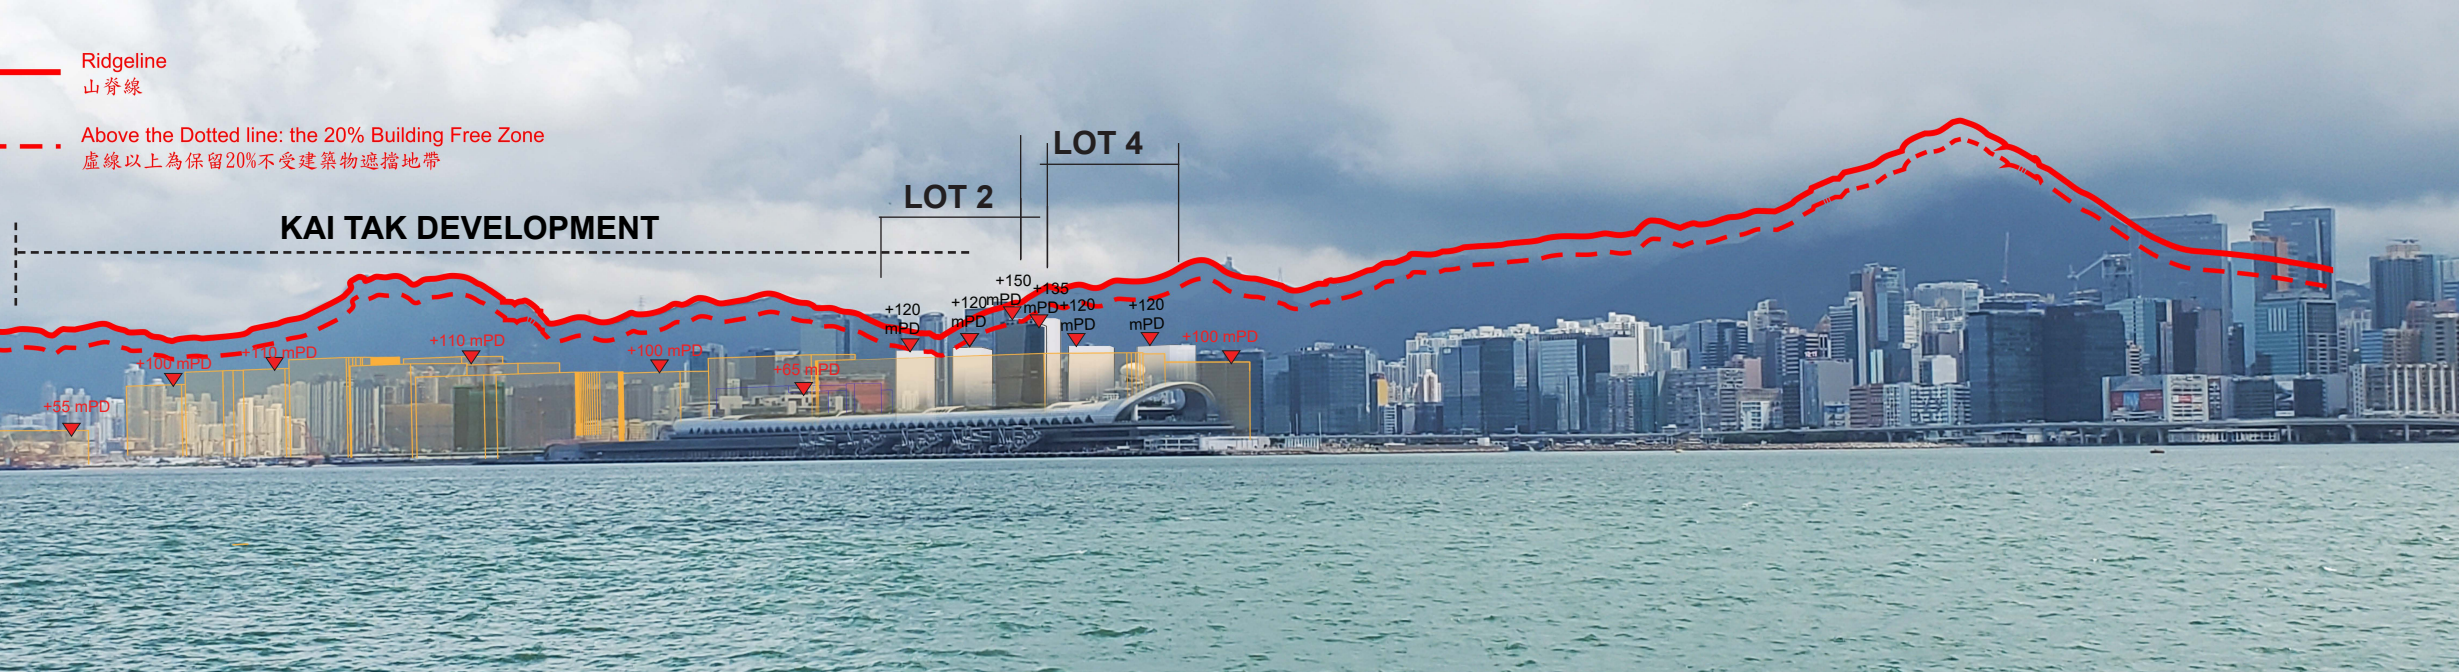 Ridgeline
山脊線
Above the Dotted line: the 20% Building Free Zone
虛線以上為保留20%不受建築物遮擋地帶
LOT 4
LOT 2
KAI TAK DEVELOPMENT
+150
mPD
+135
mPD
+120
mPD
+120
mPD
+120
mPD
+120
mPD
+100 mPD
+110 mPD
+110 mPD
+100 mPD
+65 mPD
+100 mPD
+55 mPD